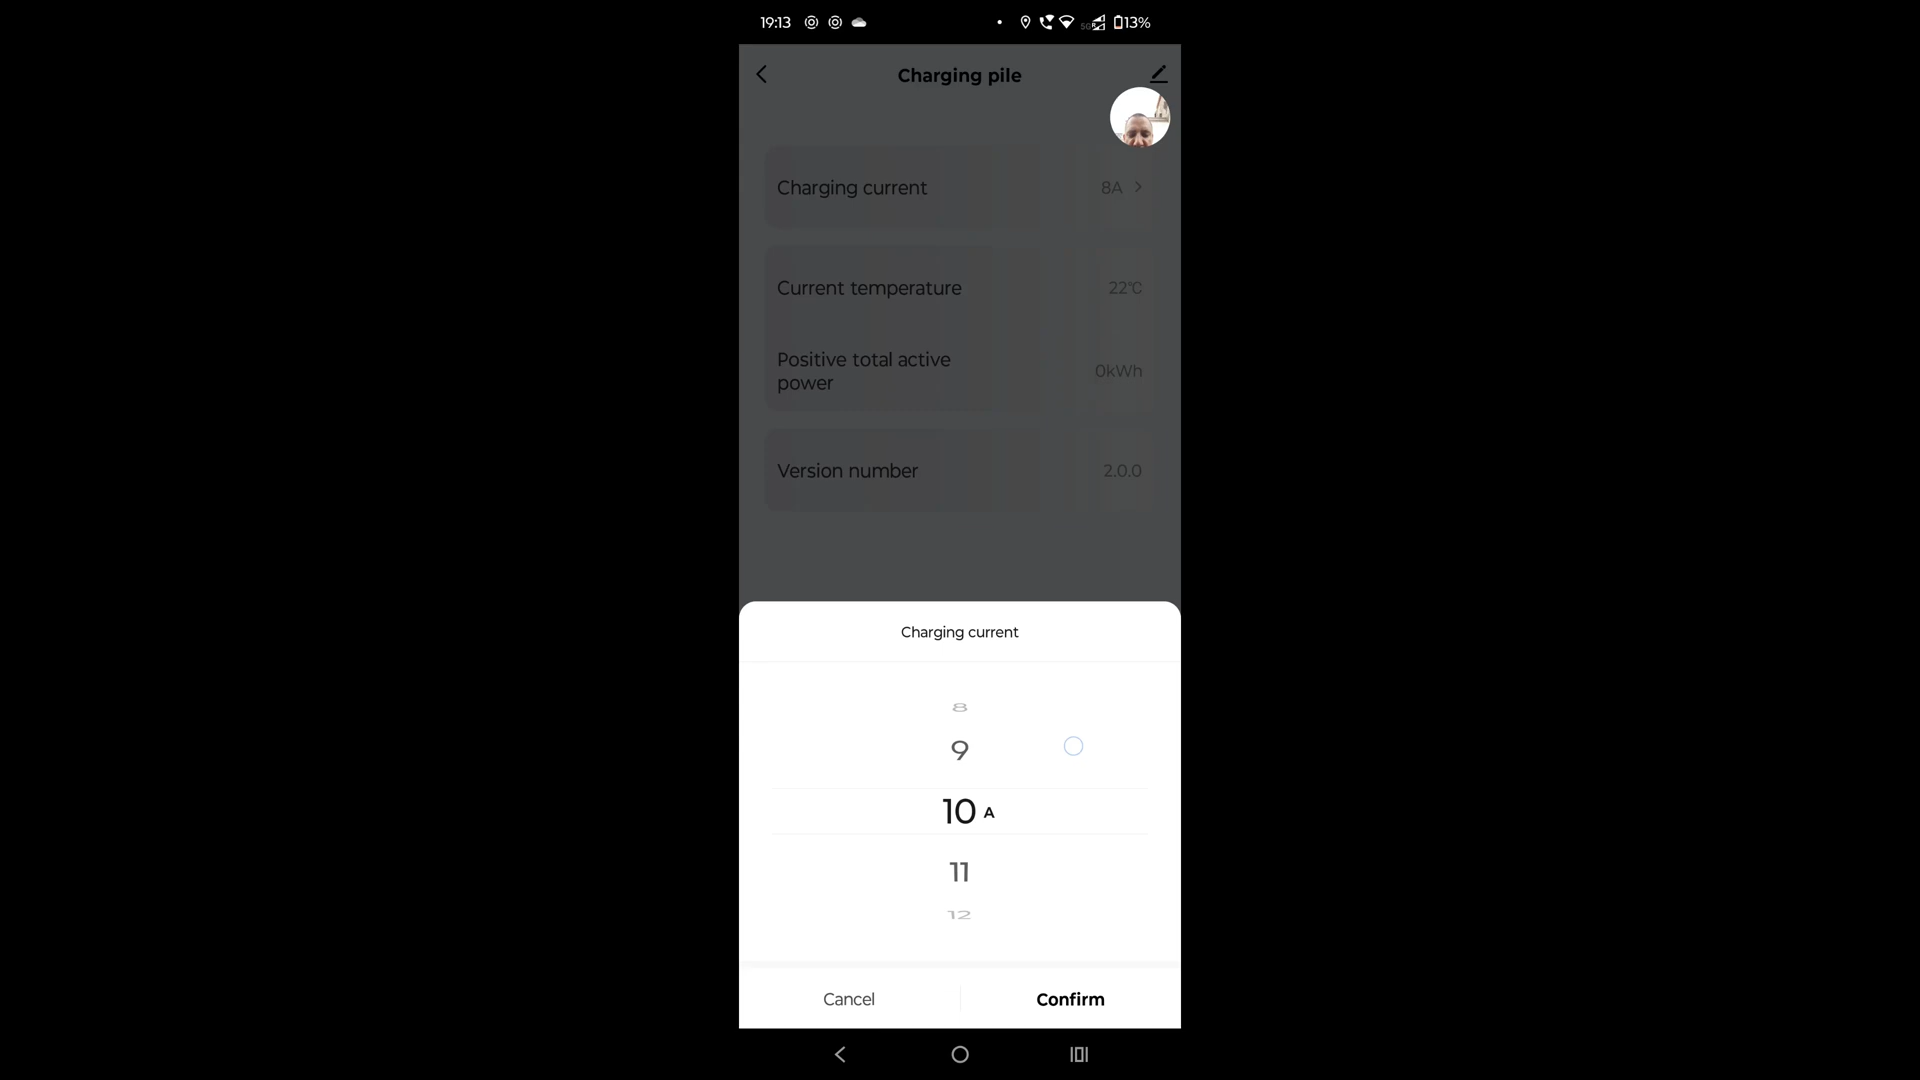 19:13
5G
R
13%
Charging pile
Charging current
8A
Current temperature
22℃
Positive total active
power
0kWh
Version number
2.0.0
Charging current
8
9
10 A
11
12
Cancel
Confirm